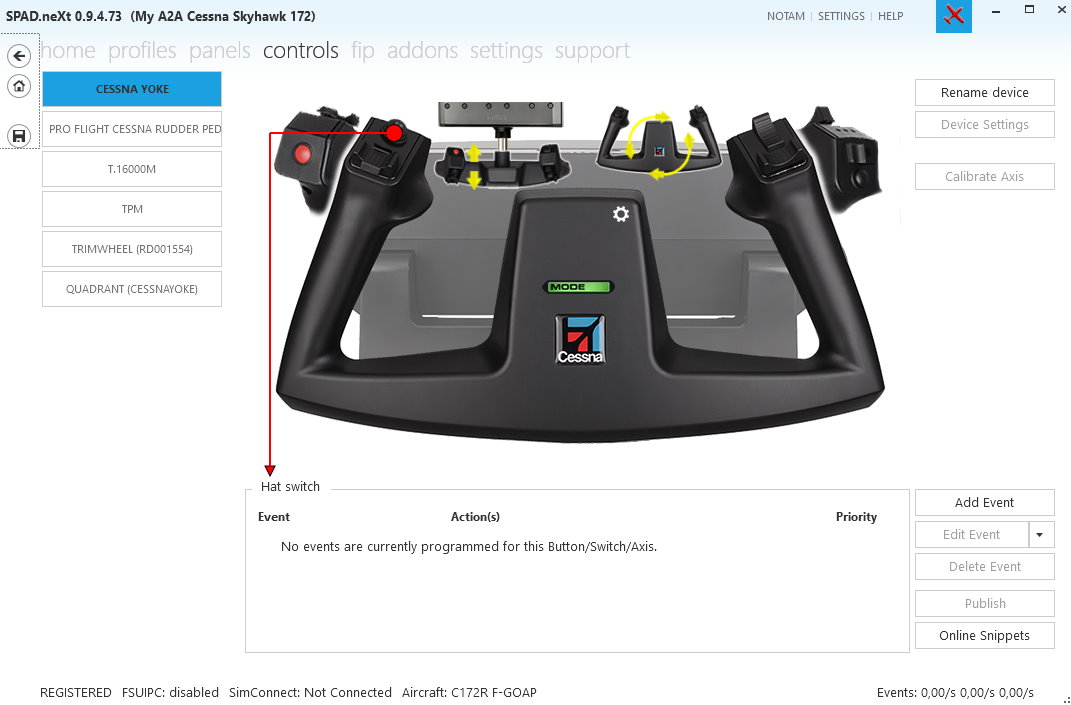 SPAD.neXt 0.9.4.73 (My A2A Cessna Skyhawk 172)
NOTAM | SETTINGS | HELP
home profiles panels controls fip addons settings support
CESSNA YOKE
PRO FLIGHT CESSNA RUDDER PED
T.16000M
TPM
TRIMWHEEL (RD001554)
QUADRANT (CESSNAYOKE)
Rename device
Device Settings
Calibrate Axis
MODE
Cessna
Hat switch
Event Action(s) Priority
No events are currently programmed for this Button/Switch/Axis.
Add Event
Edit Event
Delete Event
Publish
Online Snippets
REGISTERED FSUIPC: disabled SimConnect: Not Connected Aircraft: C172R F-GOAP
Events: 0,00/s 0,00/s 0,00/s